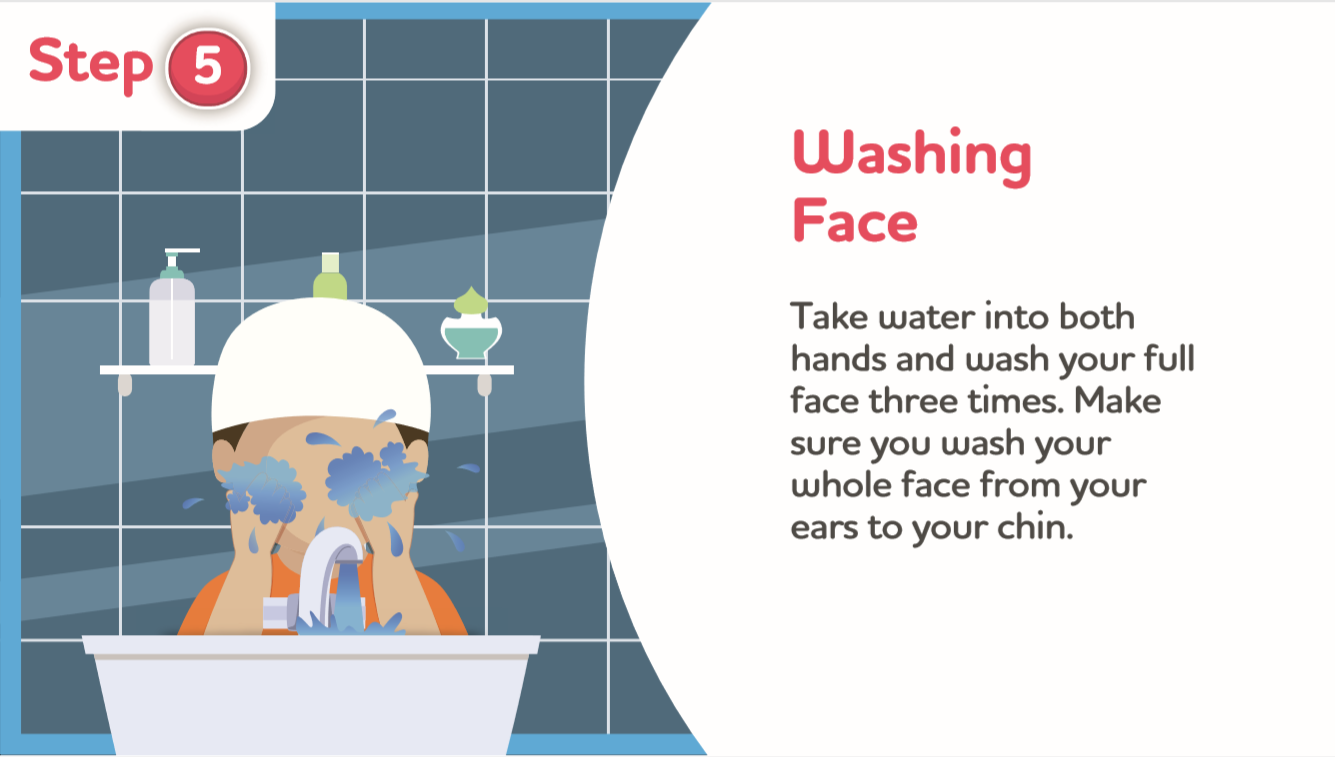 Step 5
Washing
Face
Take water into both
hands and wash your full
face three times. Make
sure you wash your
whole face from your
ears to your chin.